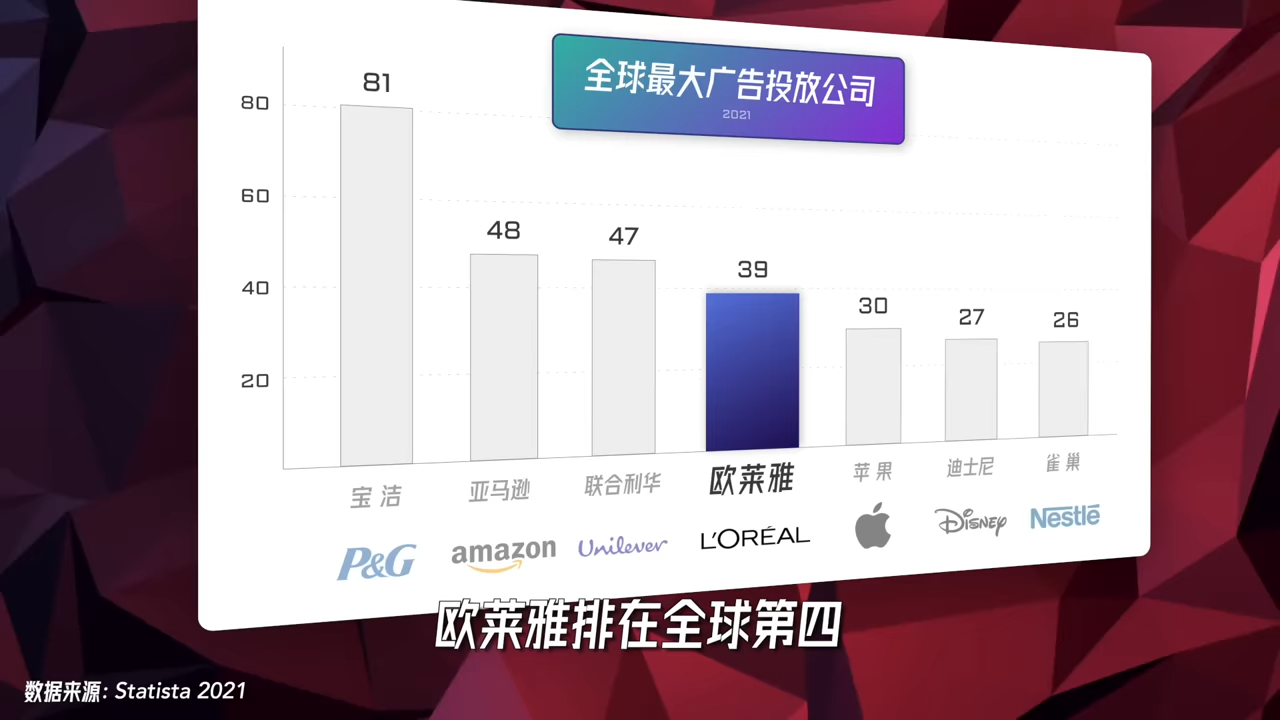 全球最大广告投放公司
2021
80
60
40
20
81
48
47
39
30
27
26
宝洁
亚马逊
联合利华
欧莱雅
苹果
迪士尼
雀巢
P&G
amazon
Unilever
L'ORÉAL
Disney
Nestlé
欧莱雅排在全球第四
数据来源: Statista 2021